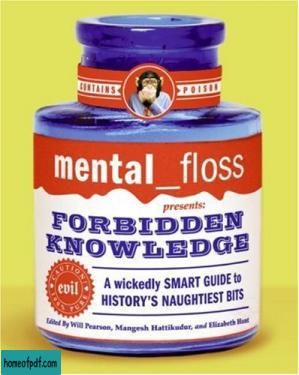 CONTAINS POISON
mental_floss
presents:
FORBIDDEN
KNOWLEDGE
CAUTION
evil
A wickedly SMART GUIDE to
HISTORY'S NAUGHTIEST BITS
Edited By Will Pearson, Mangesh Hattikudur, and Elizabeth Hunt
homeofpdf.com